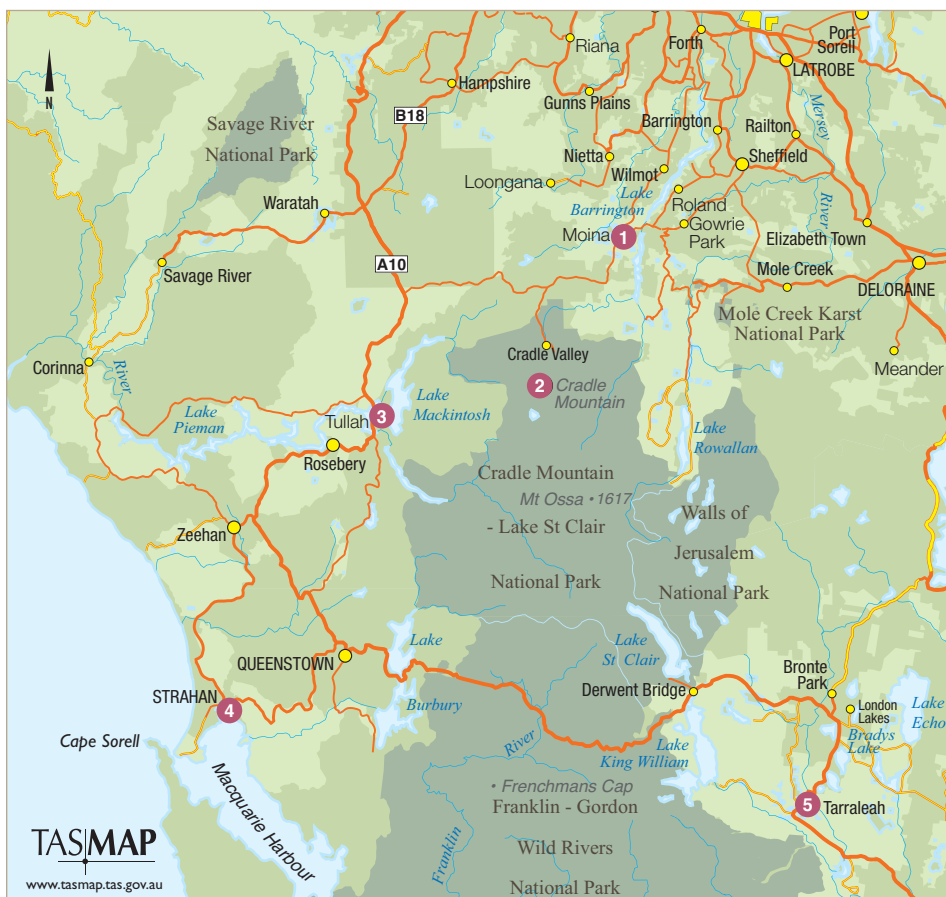 Port
Sorell
Riana
Forth
LATROBE
N
Hampshire
Gunns Plains
B18
Savage River
National Park
Barrington
Railton
Mersey
River
Nietta
Sheffield
Wilmot
Loongana
Lake
Barrington
Roland
Waratah
Gowrie
Park
Moina 1
Elizabeth Town
Savage River
A10
Mole Creek
DELORAINE
Mole Creek Karst
National Park
Corinna
River
Cradle Valley
Meander
2 Cradle
Mountain
Lake
Mackintosh
Lake
Pieman
Tullah 3
Lake
Rowallan
Rosebery
Cradle Mountain
Mt Ossa • 1617
- Lake St Clair
National Park
Walls of
Jerusalem
National Park
Zeehan
Lake
Burbury
QUEENSTOWN
Lake
St Clair
Bronte
Park
Derwent Bridge
STRAHAN
4
London
Lakes
Lake
Echo
Bradys
Lake
Cape Sorell
River
Lake
King William
Macquarie Harbour
• Frenchmans Cap
Franklin - Gordon
Wild Rivers
National Park
5 Tarraleah
Franklin
TASMAP
www.tasmap.tas.gov.au